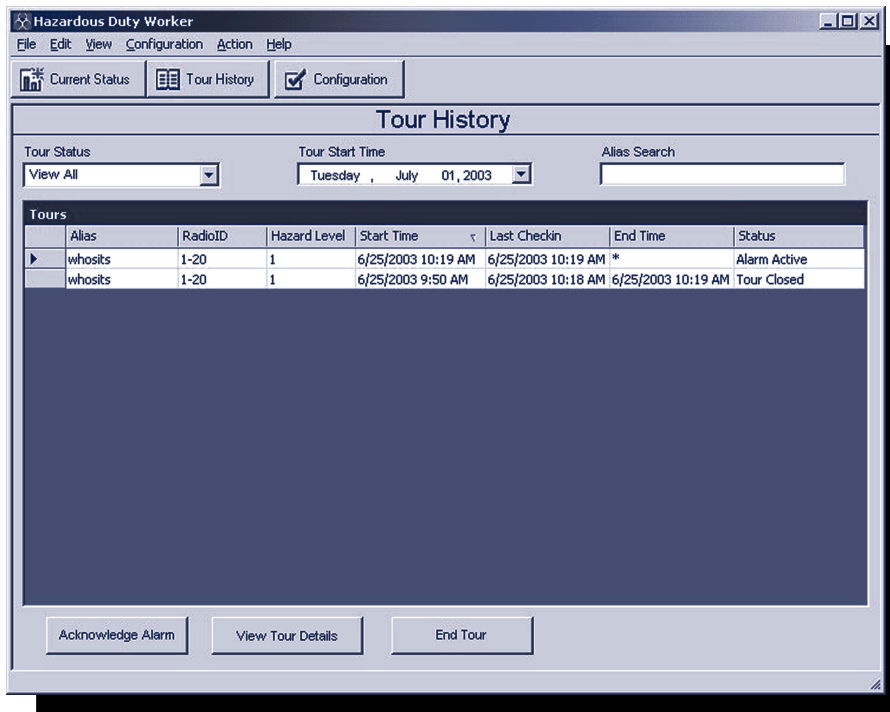 Hazardous Duty Worker
File Edit View Configuration Action Help
Current Status Tour History Configuration
Tour History
Tour Status Tour Start Time Alias Search
View All Tuesday , July 01, 2003
Tours
Alias RadioID Hazard Level Start Time Last Checkin End Time Status
whosits 1-20 1 6/25/2003 10:19 AM 6/25/2003 10:19 AM * Alarm Active
whosits 1-20 1 6/25/2003 9:50 AM 6/25/2003 10:18 AM 6/25/2003 10:19 AM Tour Closed
Acknowledge Alarm View Tour Details End Tour